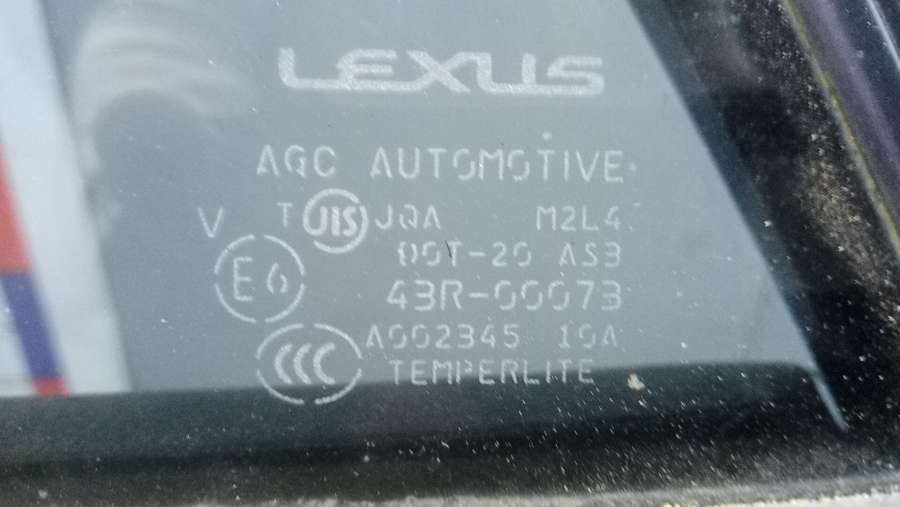 LEXUS
AGC AUTOMOTIVE
V T JIS JQA M2L4
DOT-20 AS3
E6 43R-00073
CCC A002345 10A
TEMPERLITE